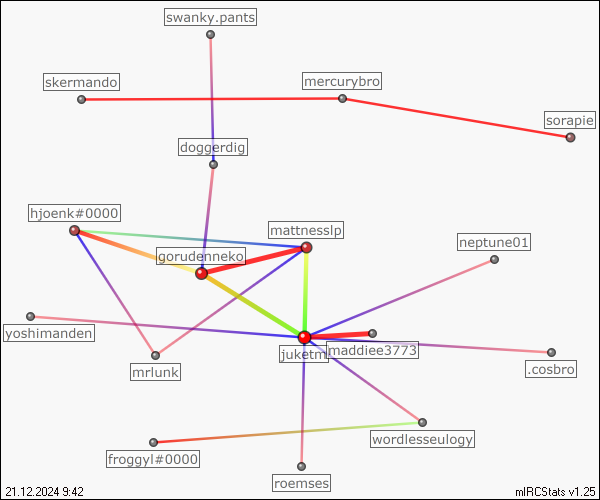 swanky.pants
skermando
mercurybro
sorapie
doggerdig
hjoenk#0000
mattnesslp
neptune01
gorudenneko
yoshimanden
juketm
maddiee3773
mrlunk
.cosbro
wordlesseulogy
froggyl#0000
roemses
21.12.2024 9:42
mIRCStats v1.25